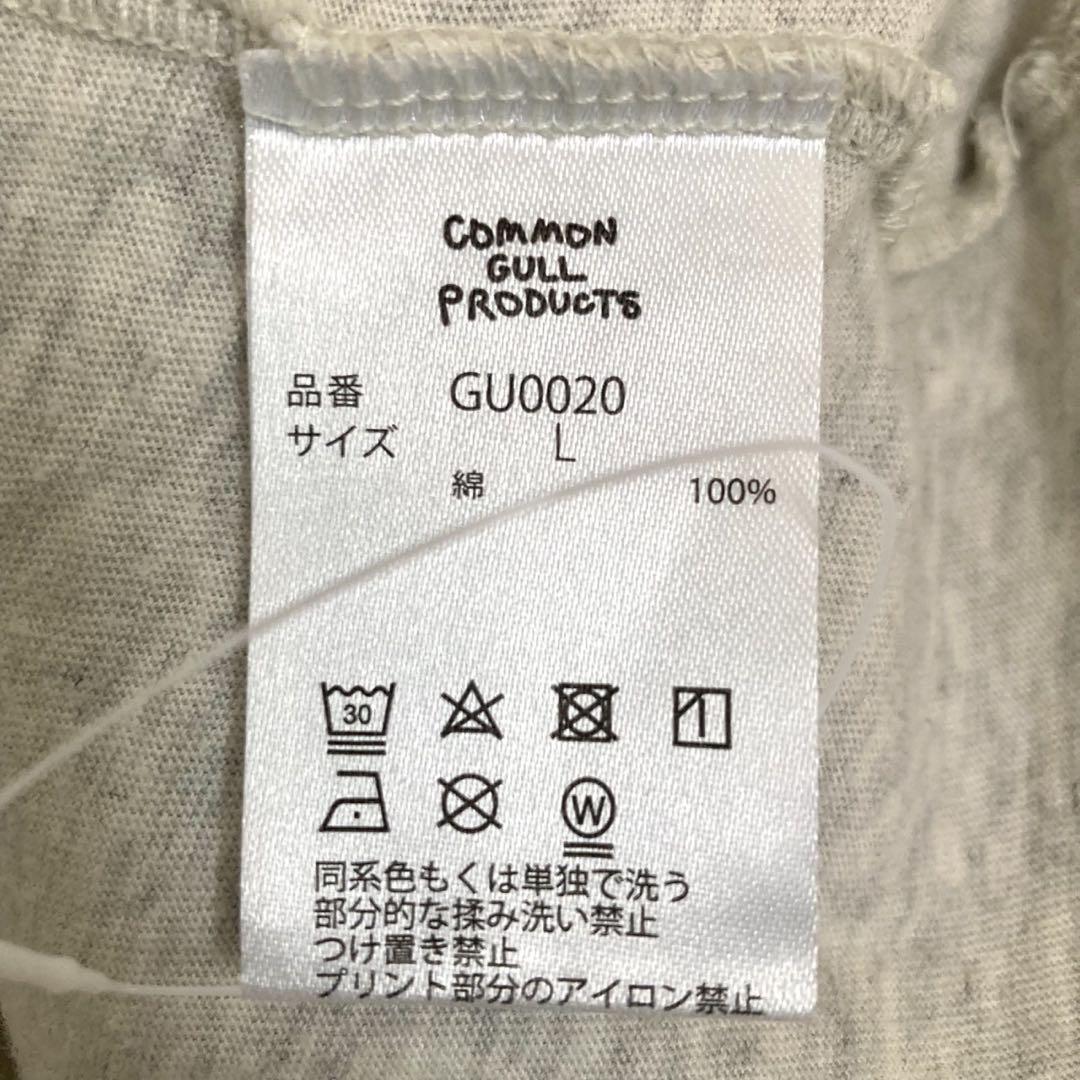 COMMON
GULL
PRODUCTS
品番 GU0020
サイズ L
綿 100%
30
W
同系色もくは単独で洗う
部分的な揉み洗い禁止
つけ置き禁止
プリント部分のアイロン禁止